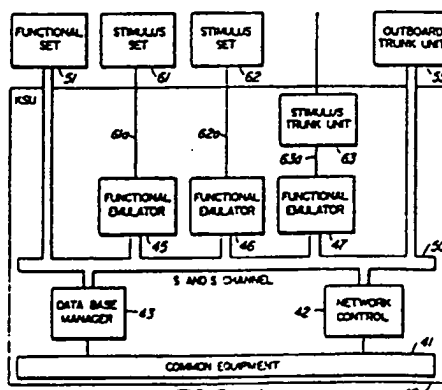 FUNCTIONAL SET
STIMULUS SET
STIMULUS SET
OUTBOARD TRUNK UNIT
51
61
62
KSU
STIMULUS TRUNK UNIT
61a
62a
63a
63
FUNCTIONAL EMULATOR
FUNCTIONAL EMULATOR
FUNCTIONAL EMULATOR
45
46
47
50
S AND S CHANNEL
DATA BASE MANAGER
43
42
NETWORK CONTROL
41
COMMON EQUIPMENT